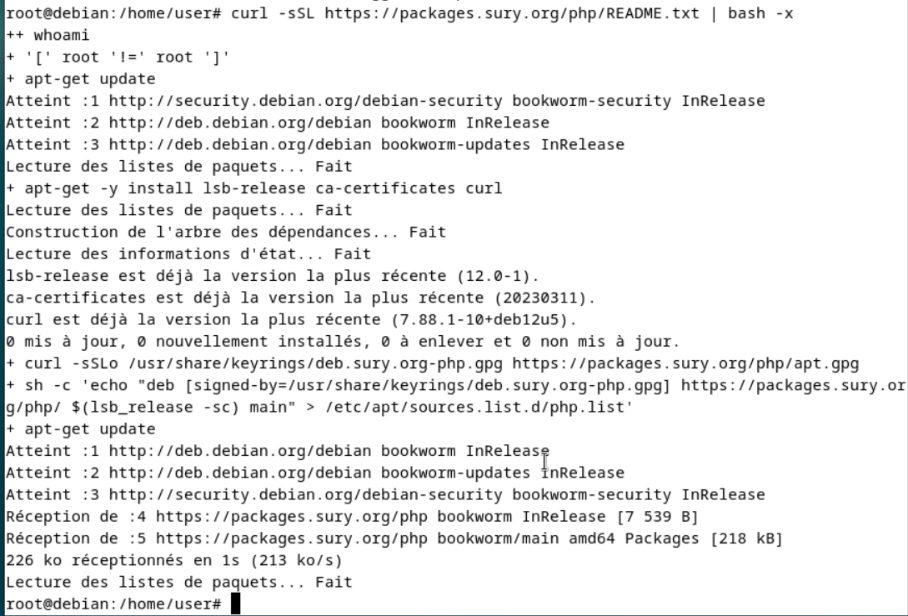 root@debian:/home/user# curl -sSL https://packages.sury.org/php/README.txt | bash -x
++ whoami
+ '[' root '!=' root ']'
+ apt-get update
Atteint :1 http://security.debian.org/debian-security bookworm-security InRelease
Atteint :2 http://deb.debian.org/debian bookworm InRelease
Atteint :3 http://deb.debian.org/debian bookworm-updates InRelease
Lecture des listes de paquets... Fait
+ apt-get -y install lsb-release ca-certificates curl
Lecture des listes de paquets... Fait
Construction de l'arbre des dépendances... Fait
Lecture des informations d'état... Fait
lsb-release est déjà la version la plus récente (12.0-1).
ca-certificates est déjà la version la plus récente (20230311).
curl est déjà la version la plus récente (7.88.1-10+deb12u5).
0 mis à jour, 0 nouvellement installés, 0 à enlever et 0 non mis à jour.
+ curl -sSLo /usr/share/keyrings/deb.sury.org-php.gpg https://packages.sury.org/php/apt.gpg
+ sh -c 'echo "deb [signed-by=/usr/share/keyrings/deb.sury.org-php.gpg] https://packages.sury.or
g/php/ $(lsb_release -sc) main" > /etc/apt/sources.list.d/php.list'
+ apt-get update
Atteint :1 http://deb.debian.org/debian bookworm InRelease
Atteint :2 http://deb.debian.org/debian bookworm-updates InRelease
Atteint :3 http://security.debian.org/debian-security bookworm-security InRelease
Réception de :4 https://packages.sury.org/php bookworm InRelease [7 539 B]
Réception de :5 https://packages.sury.org/php bookworm/main amd64 Packages [218 kB]
226 ko réceptionnés en 1s (213 ko/s)
Lecture des listes de paquets... Fait
root@debian:/home/user#